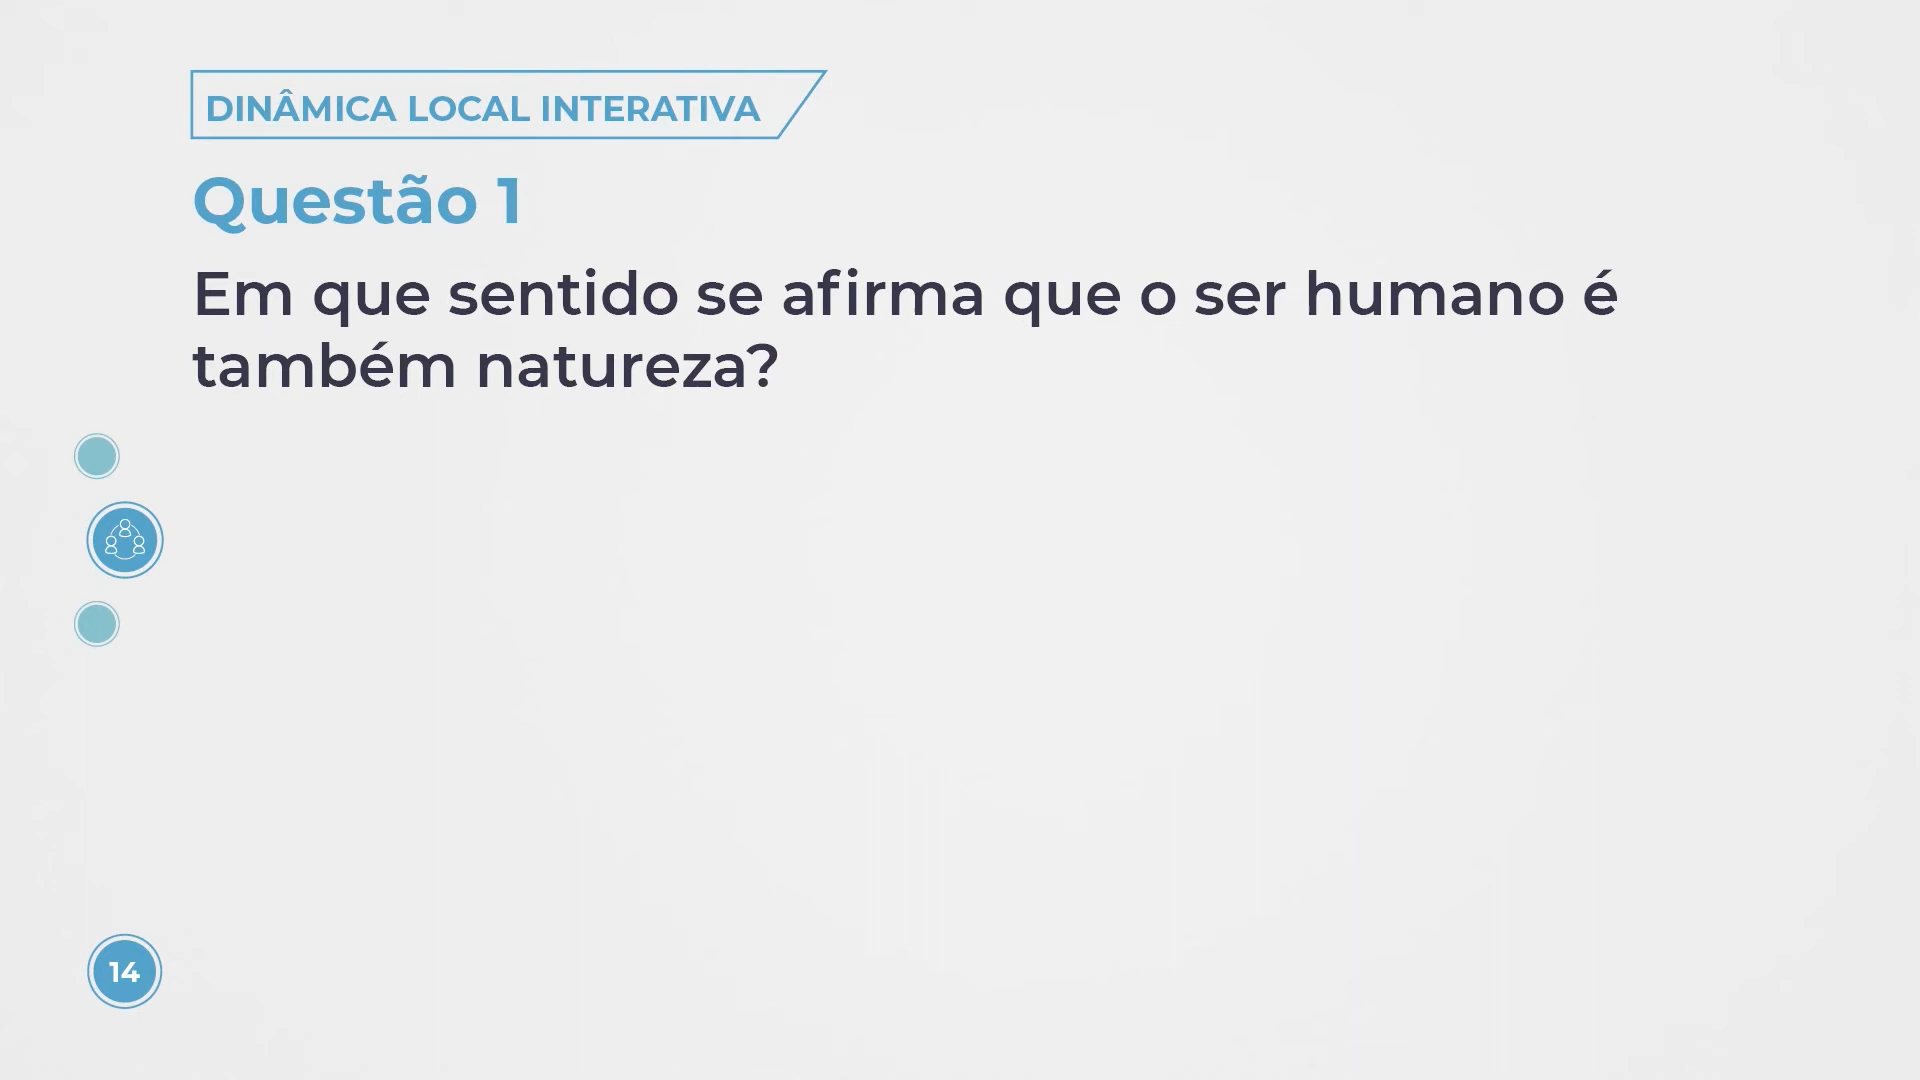 DINÂMICA LOCAL INTERATIVA
Questão 1
Em que sentido se afirma que o ser humano é
também natureza?
14